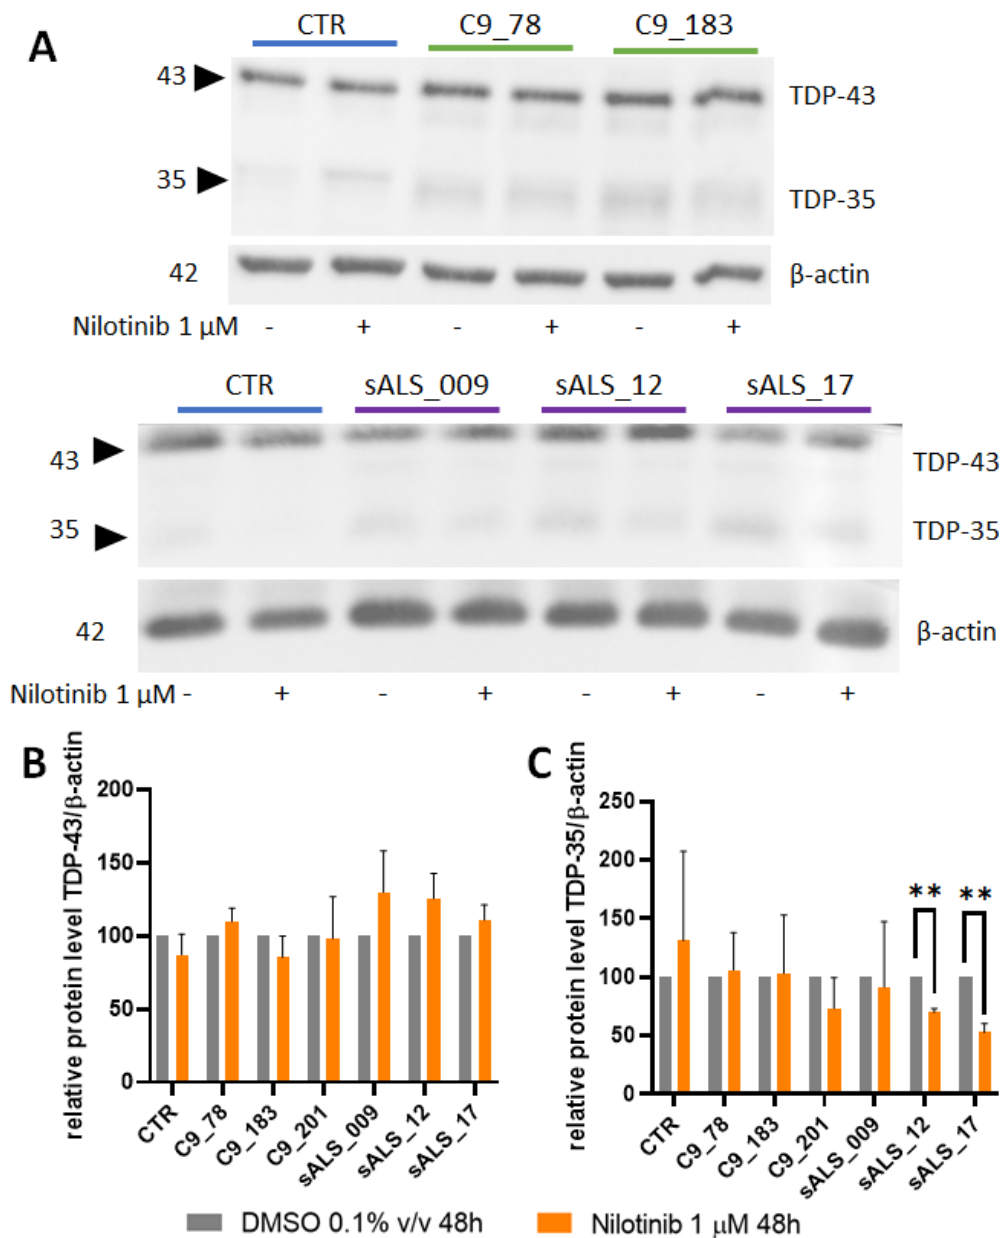 A
CTR C9_78 C9_183
43 TDP-43
35 TDP-35
42 β-actin
Nilotinib 1 μM - + - + - +
CTR sALS_009 sALS_12 sALS_17
43 TDP-43
35 TDP-35
42 β-actin
Nilotinib 1 μM - + - + - + - +
B
relative protein level TDP-43/β-actin
200
150
100
50
0
CTR C9_78 C9_183 C9_201 sALS_009 sALS_12 sALS_17
C
relative protein level TDP-35/β-actin
250
200
150
100
50
0
** **
CTR C9_78 C9_183 C9_201 sALS_009 sALS_12 sALS_17
DMSO 0.1% v/v 48h Nilotinib 1 μM 48h